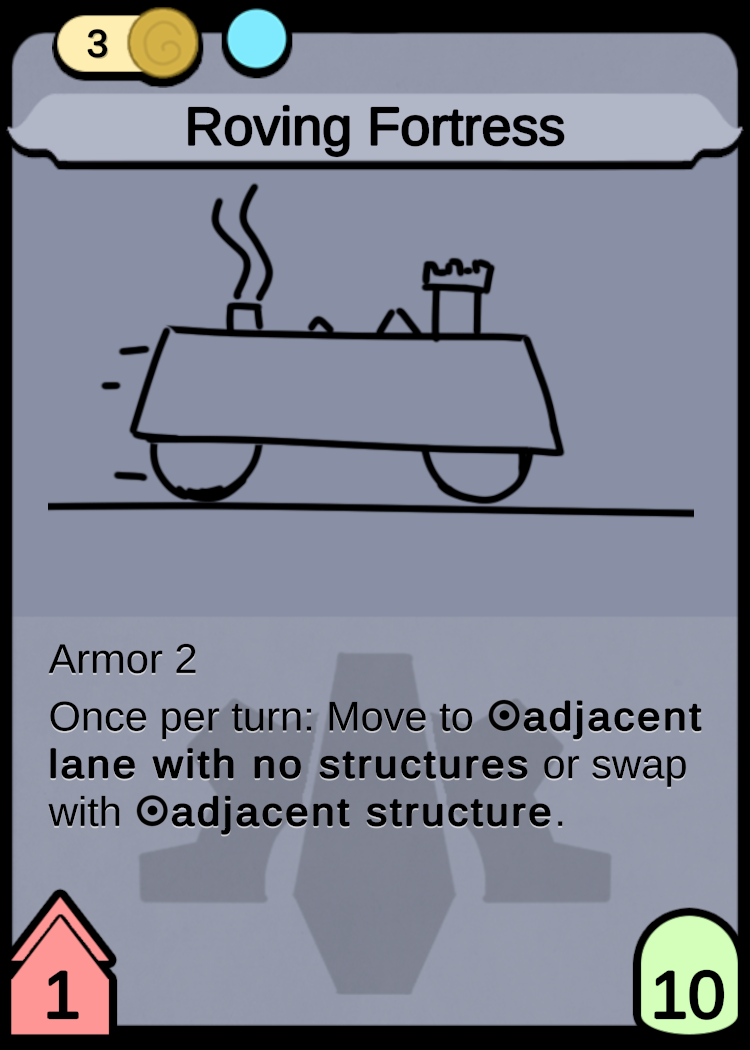 3
Roving Fortress
Armor 2
Once per turn: Move to ⊙adjacent
lane with no structures or swap
with ⊙adjacent structure.
1
10